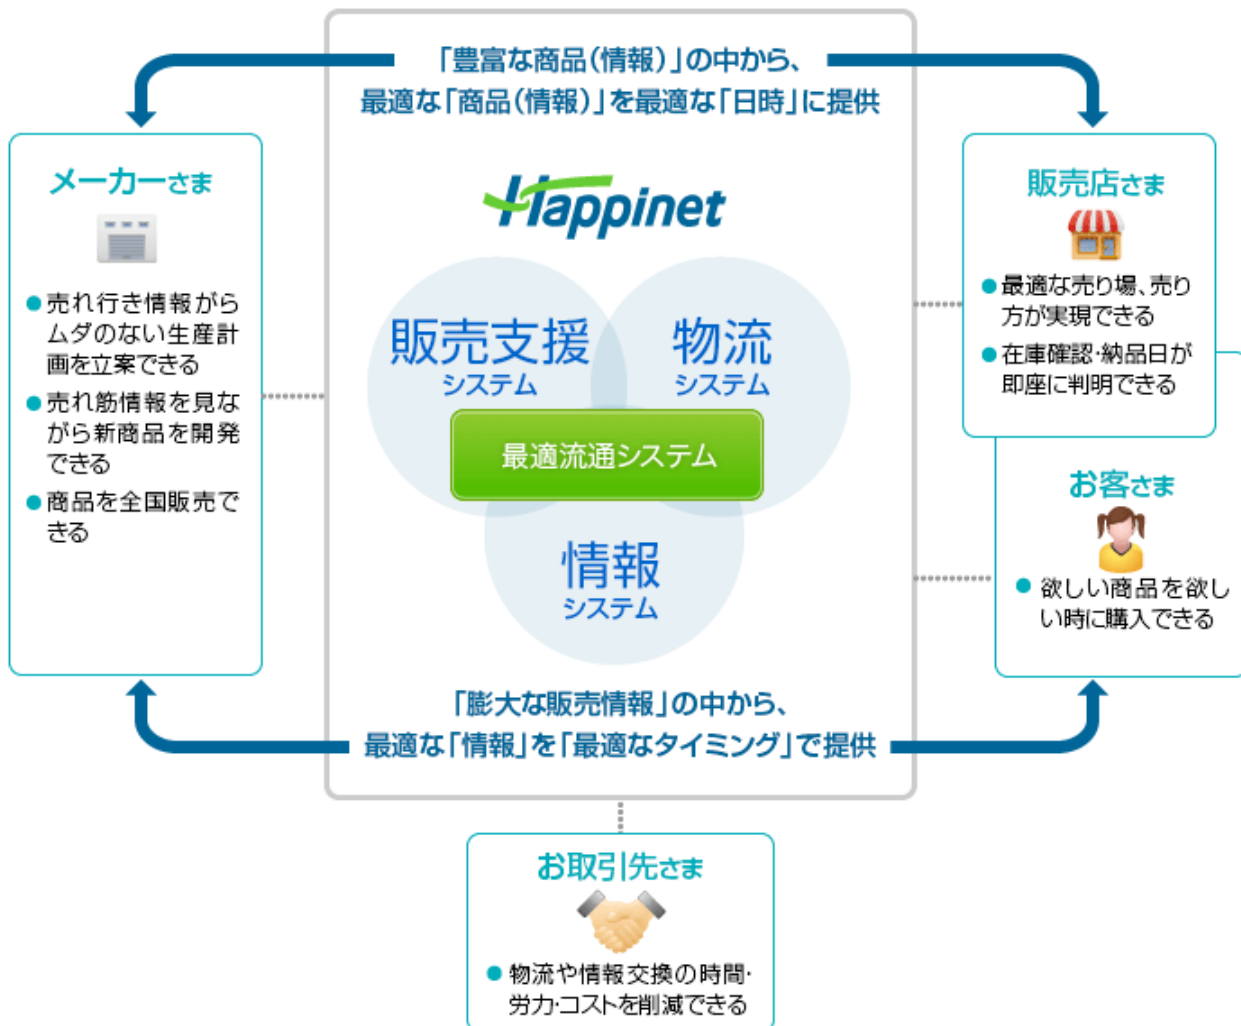 「豊富な商品(情報)」の中から、
最適な「商品(情報)」を最適な「日時」に提供
メーカーさま
売れ行き情報がら
ムダのない生産計
画を立案できる
売れ筋情報を見な
がら新商品を開発
できる
商品を全国販売で
きる
Happinet
販売支援
システム
物流
システム
最適流通システム
情報
システム
販売店さま
最適な売り場、売り
方が実現できる
在庫確認・納品日が
即座に判明できる
お客さま
欲しい商品を欲し
い時に購入できる
「膨大な販売情報」の中から、
最適な「情報」を「最適なタイミング」で提供
お取引先さま
物流や情報交換の時間・
労力・コストを削減できる